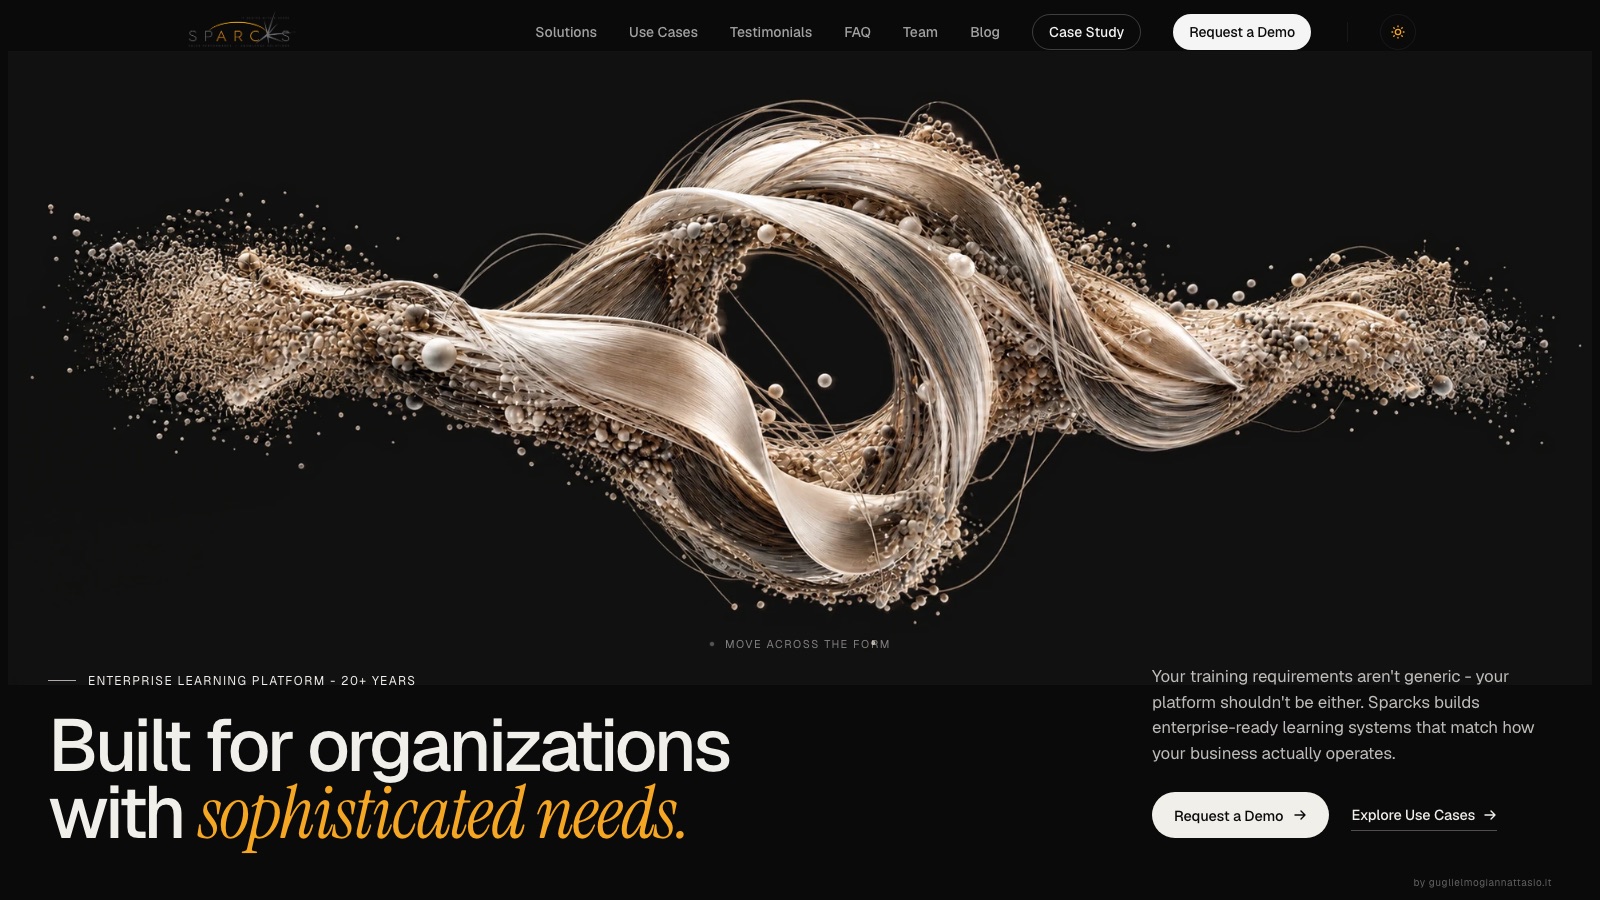 SPARCKS
Solutions
Use Cases
Testimonials
FAQ
Team
Blog
Case Study
Request a Demo
MOVE ACROSS THE FORM
ENTERPRISE LEARNING PLATFORM - 20+ YEARS
Built for organizations
with sophisticated needs.
Your training requirements aren't generic - your
platform shouldn't be either. Sparcks builds
enterprise-ready learning systems that match how
your business actually operates.
Request a Demo →
Explore Use Cases →
by guglielmogiannattasio.it